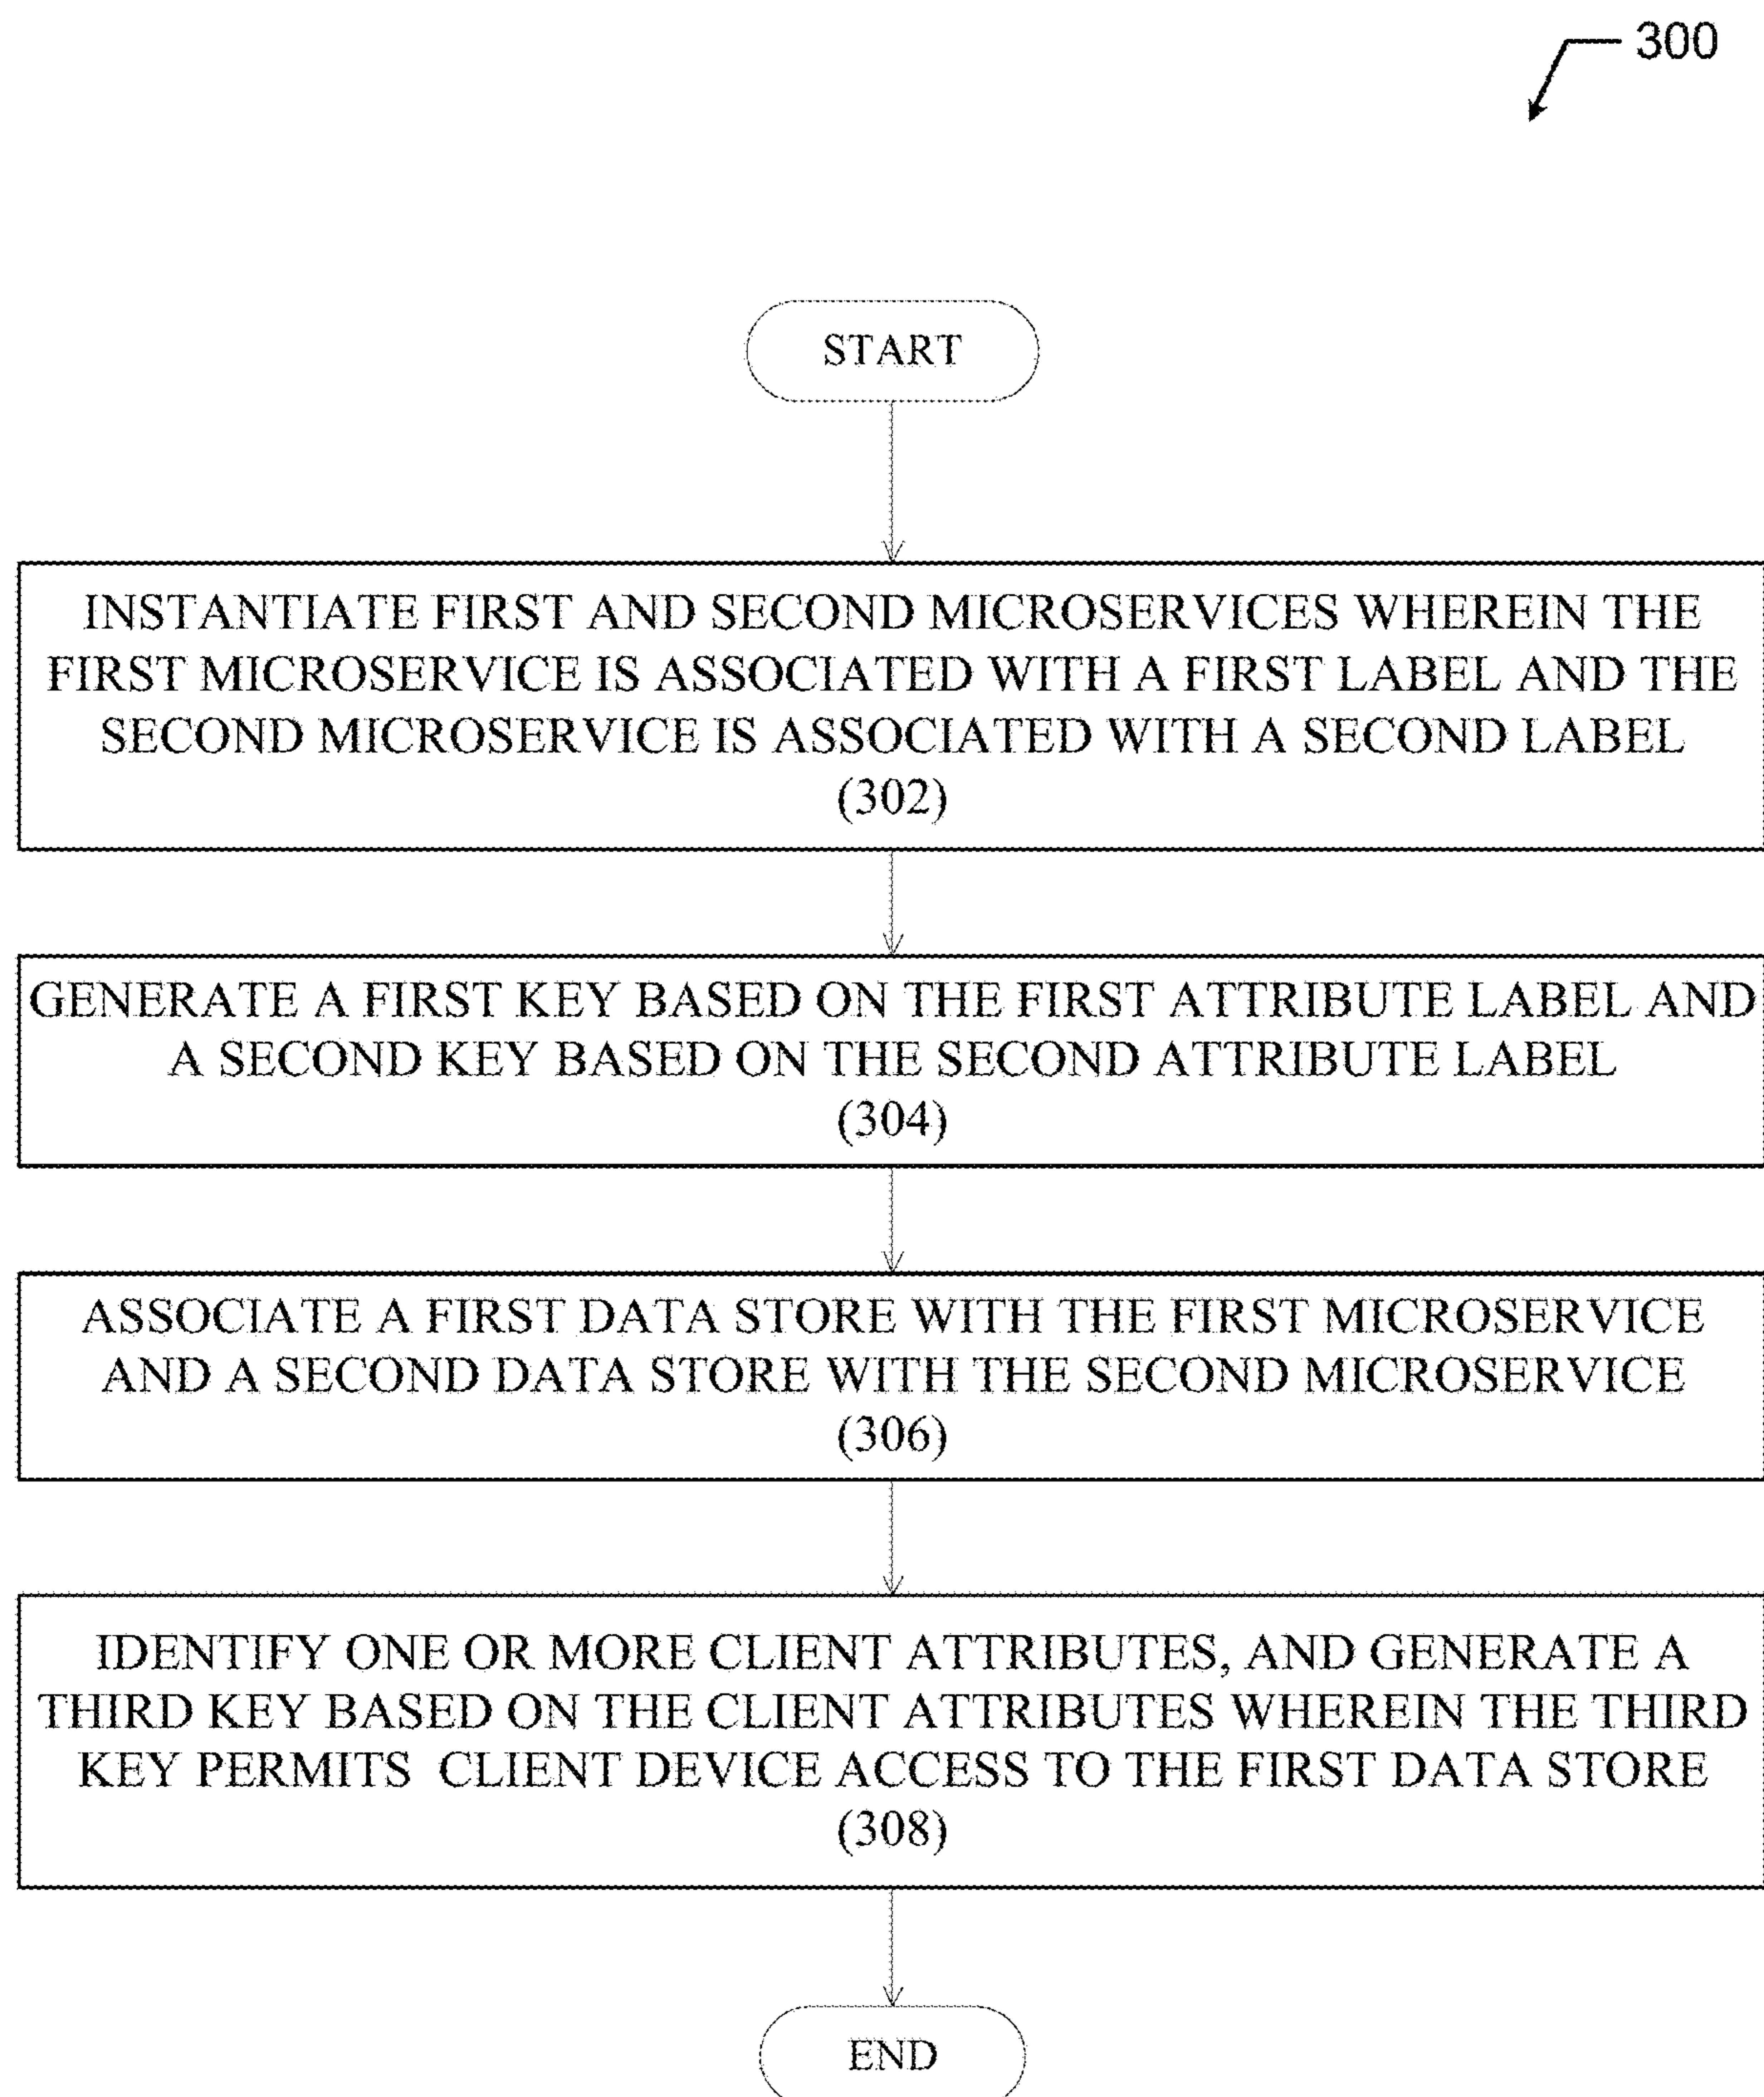 300
START
INSTANTIATE FIRST AND SECOND MICROSERVICES WHEREIN THE
FIRST MICROSERVICE IS ASSOCIATED WITH A FIRST LABEL AND THE
SECOND MICROSERVICE IS ASSOCIATED WITH A SECOND LABEL
(302)
GENERATE A FIRST KEY BASED ON THE FIRST ATTRIBUTE LABEL AND
A SECOND KEY BASED ON THE SECOND ATTRIBUTE LABEL
(304)
ASSOCIATE A FIRST DATA STORE WITH THE FIRST MICROSERVICE
AND A SECOND DATA STORE WITH THE SECOND MICROSERVICE
(306)
IDENTIFY ONE OR MORE CLIENT ATTRIBUTES, AND GENERATE A
THIRD KEY BASED ON THE CLIENT ATTRIBUTES WHEREIN THE THIRD
KEY PERMITS CLIENT DEVICE ACCESS TO THE FIRST DATA STORE
(308)
END